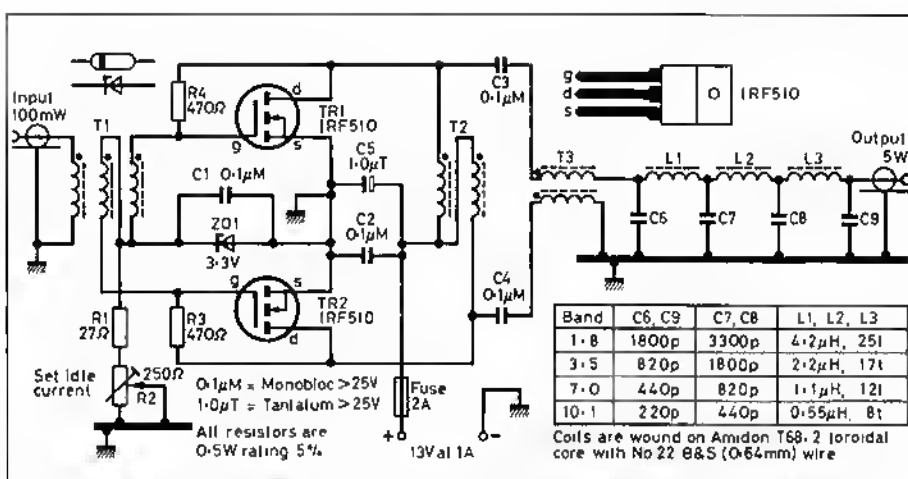 Input
100mW
T1
R4
470Ω
d
TR1
IRF510
g
s
C1 0·1µM
C5
1·0µT
ZD1
3·3V
C2
0·1µM
g
s
TR2
IRF510
d
R1
27Ω
R3
470Ω
Set idle
current
250Ω
R2
0·1µM = Monobloc >25V
1·0µT = Tantalum >25V
All resistors are
0·5W rating 5%
Fuse
2A
+
-
13V at 1A
T2
C3
0·1µM
C4
0·1µM
T3
g
d
s
IRF510
L1
L2
L3
Output
5W
C6
C7
C8
C9
Band C6, C9 C7, C8 L1, L2, L3
1·8 1800p 3300p 4·2µH, 25t
3·5 820p 1800p 2·2µH, 17t
7·0 440p 820p 1·1µH, 12t
10·1 220p 440p 0·55µH, 8t
Coils are wound on Amidon T68-2 toroidal
core with No 22 B&S (0·64mm) wire